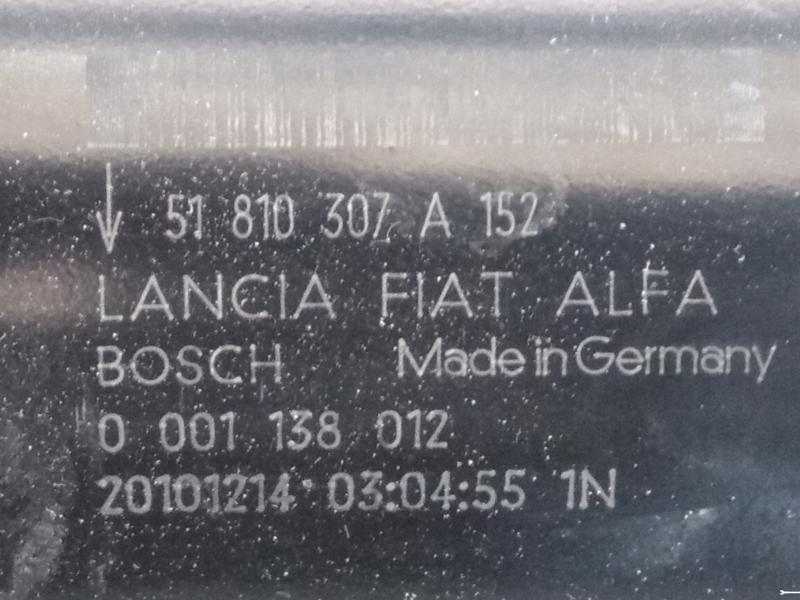 51 810 307 A 152
LANCIA FIAT ALFA
BOSCH Made in Germany
0 001 138 012
20101214 03:04:55 1N